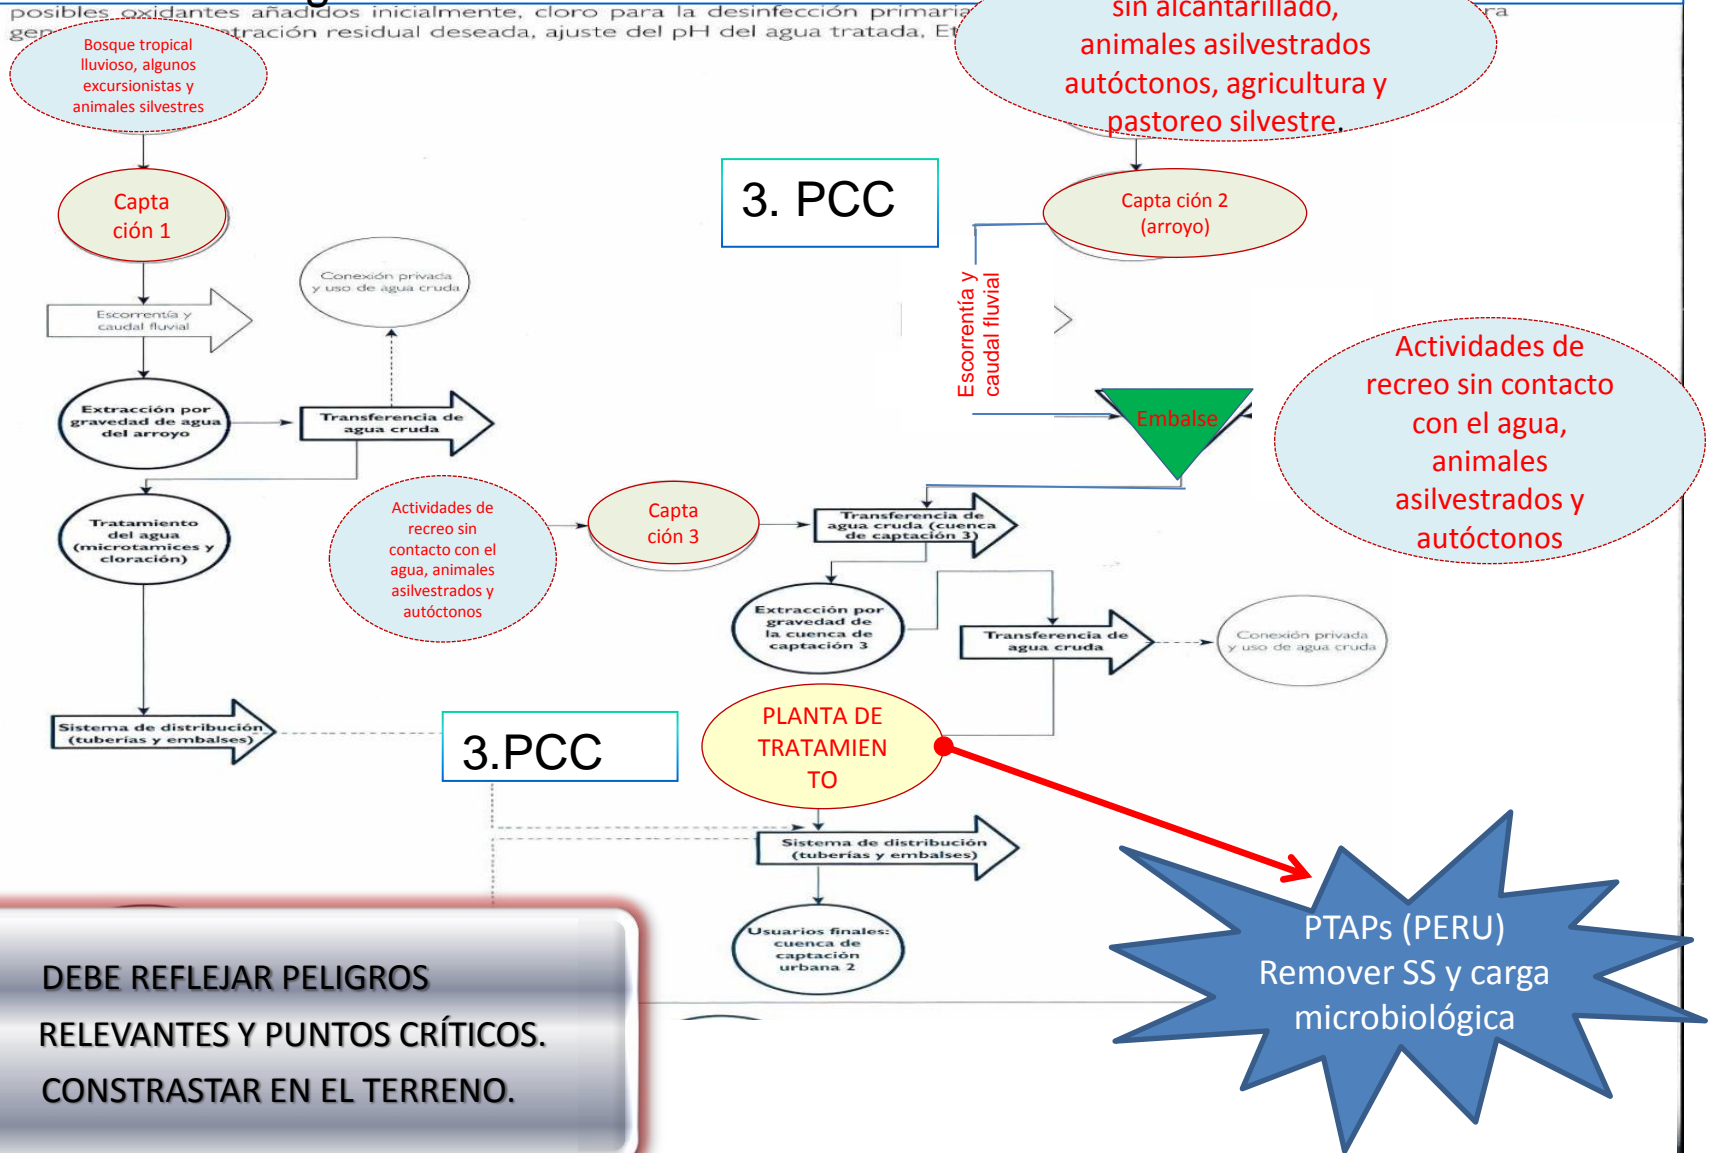 posibles oxidantes añadidos inicialmente, cloro para la desinfección primaria
tración residual deseada, ajuste del pH del agua tratada,
Bosque tropical
lluvioso, algunos
excursionistas y
animales silvestres
sin alcantarillado,
animales asilvestrados
autóctonos, agricultura y
pastoreo silvestre.
Capta
ción 1
3. PCC
Capta ción 2
(arroyo)
Conexión privada
y uso de agua cruda
Escorrentía y
caudal fluvial
Escorrentía y
caudal fluvial
Actividades de
recreo sin contacto
con el agua,
animales
asilvestrados y
autóctonos
Extracción por
gravedad de agua
del arroyo
Transferencia de
agua cruda
Embalse
Tratamiento
del agua
(microtamices y
cloración)
Actividades de
recreo sin
contacto con el
agua, animales
asilvestrados y
autóctonos
Capta
ción 3
Transferencia de
agua cruda (cuenca
de captación 3)
Extracción por
gravedad de
la cuenca de
captación 3
Transferencia de
agua cruda
Conexión privada
y uso de agua cruda
Sistema de distribución
(tuberías y embalses)
3.PCC
PLANTA DE
TRATAMIEN
TO
Sistema de distribución
(tuberías y embalses)
Usuarios finales:
cuenca de
captación
urbana 2
PTAPs (PERU)
Remover SS y carga
microbiológica
DEBE REFLEJAR PELIGROS
RELEVANTES Y PUNTOS CRÍTICOS.
CONSTRASTAR EN EL TERRENO.